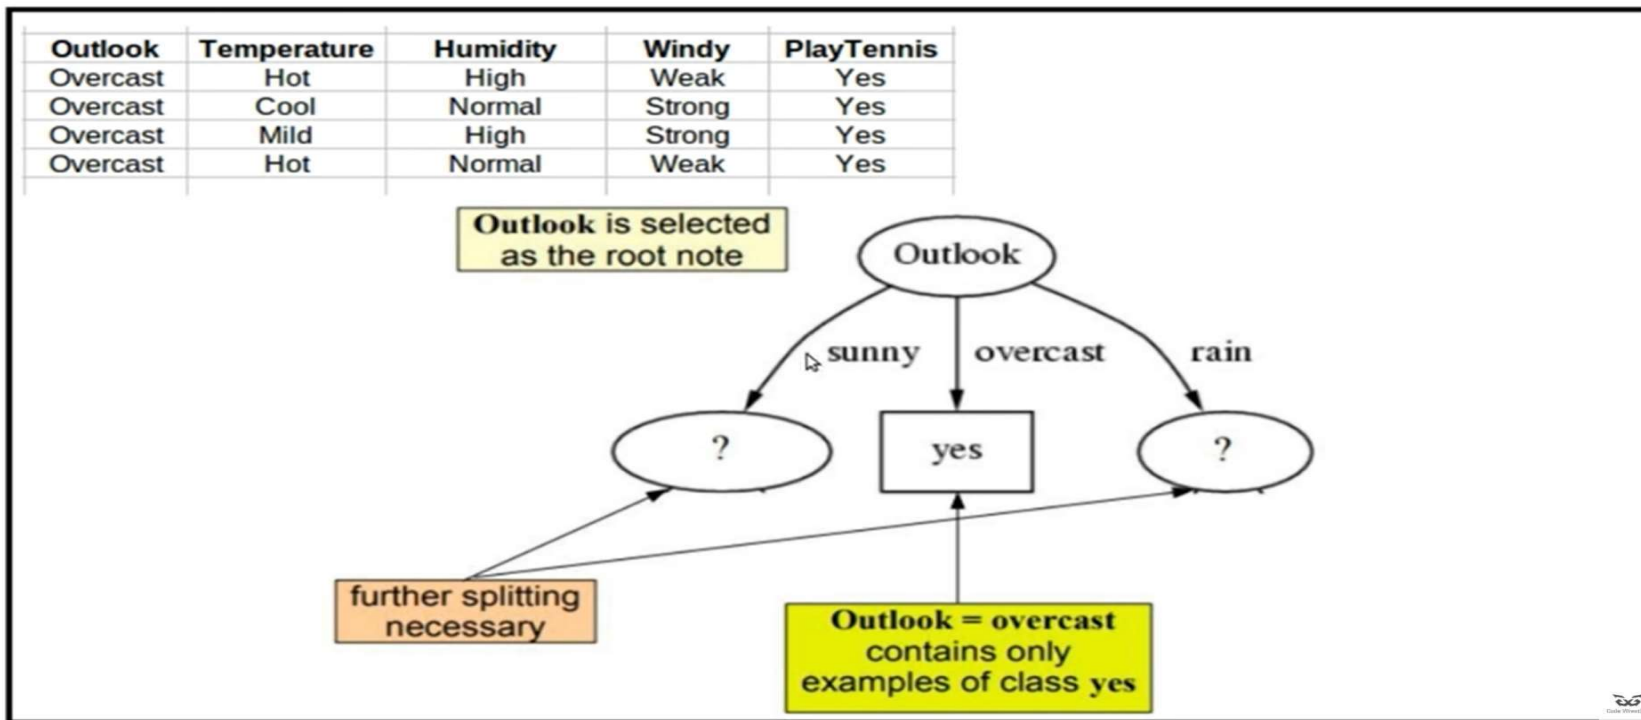 Outlook Temperature Humidity Windy PlayTennis
Overcast Hot High Weak Yes
Overcast Cool Normal Strong Yes
Overcast Mild High Strong Yes
Overcast Hot Normal Weak Yes
Outlook is selected
as the root note
Outlook
sunny overcast rain
? yes ?
further splitting
necessary
Outlook = overcast
contains only
examples of class yes